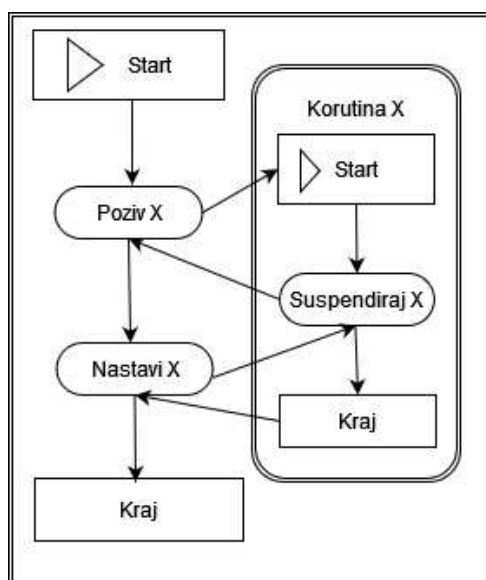 Start
Korutina X
Start
Poziv X
Suspendiraj X
Nastavi X
Kraj
Kraj